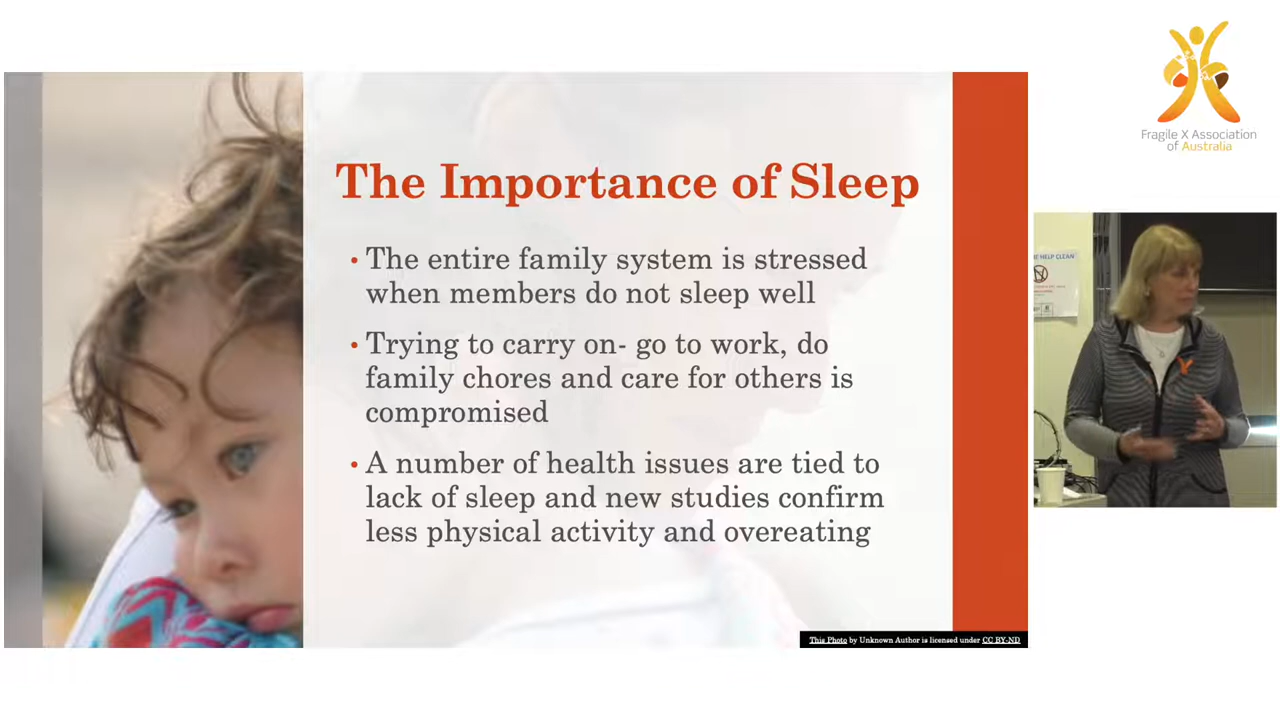 Fragile X Association
of Australia
The Importance of Sleep
• The entire family system is stressed
when members do not sleep well
• Trying to carry on- go to work, do
family chores and care for others is
compromised
• A number of health issues are tied to
lack of sleep and new studies confirm
less physical activity and overeating
This Photo by Unknown Author is licensed under CC BY-ND
HELP CLEAN